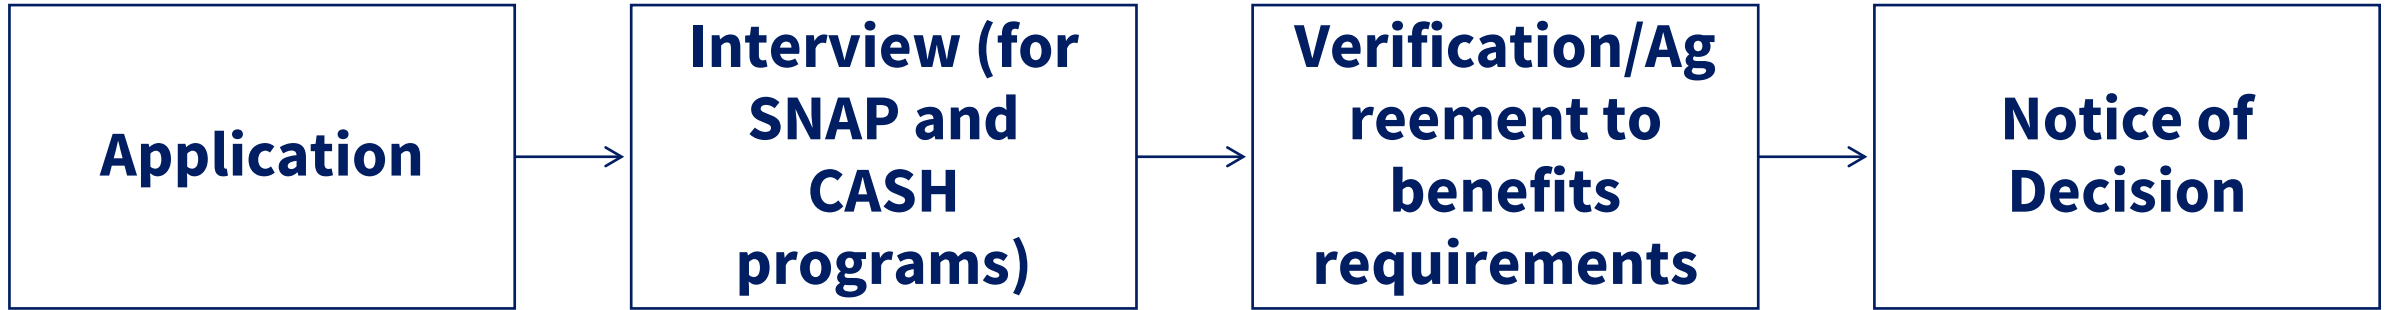 Application
Interview (for
SNAP and
CASH
programs)
Verification/Ag
reement to
benefits
requirements
Notice of
Decision